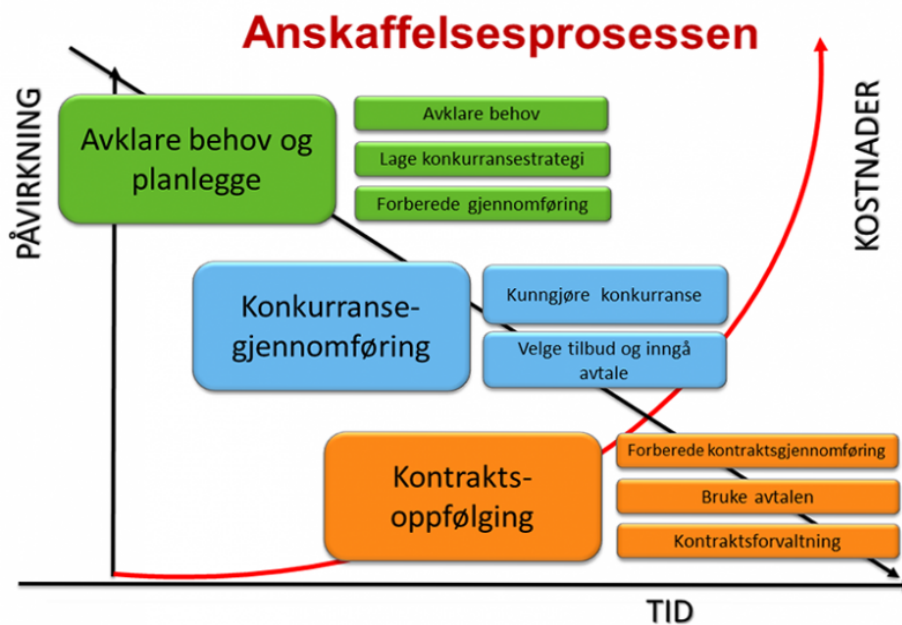 Anskaffelsesprosessen
PÅVIRKNING
KOSTNADER
Avklare behov og
planlegge
Avklare behov
Lage konkurransestrategi
Forberede gjennomføring
Konkurranse-
gjennomføring
Kunngjøre konkurranse
Velge tilbud og inngå
avtale
Kontrakts-
oppfølging
Forberede kontraktsgjennomføring
Bruke avtalen
Kontraktsforvaltning
TID